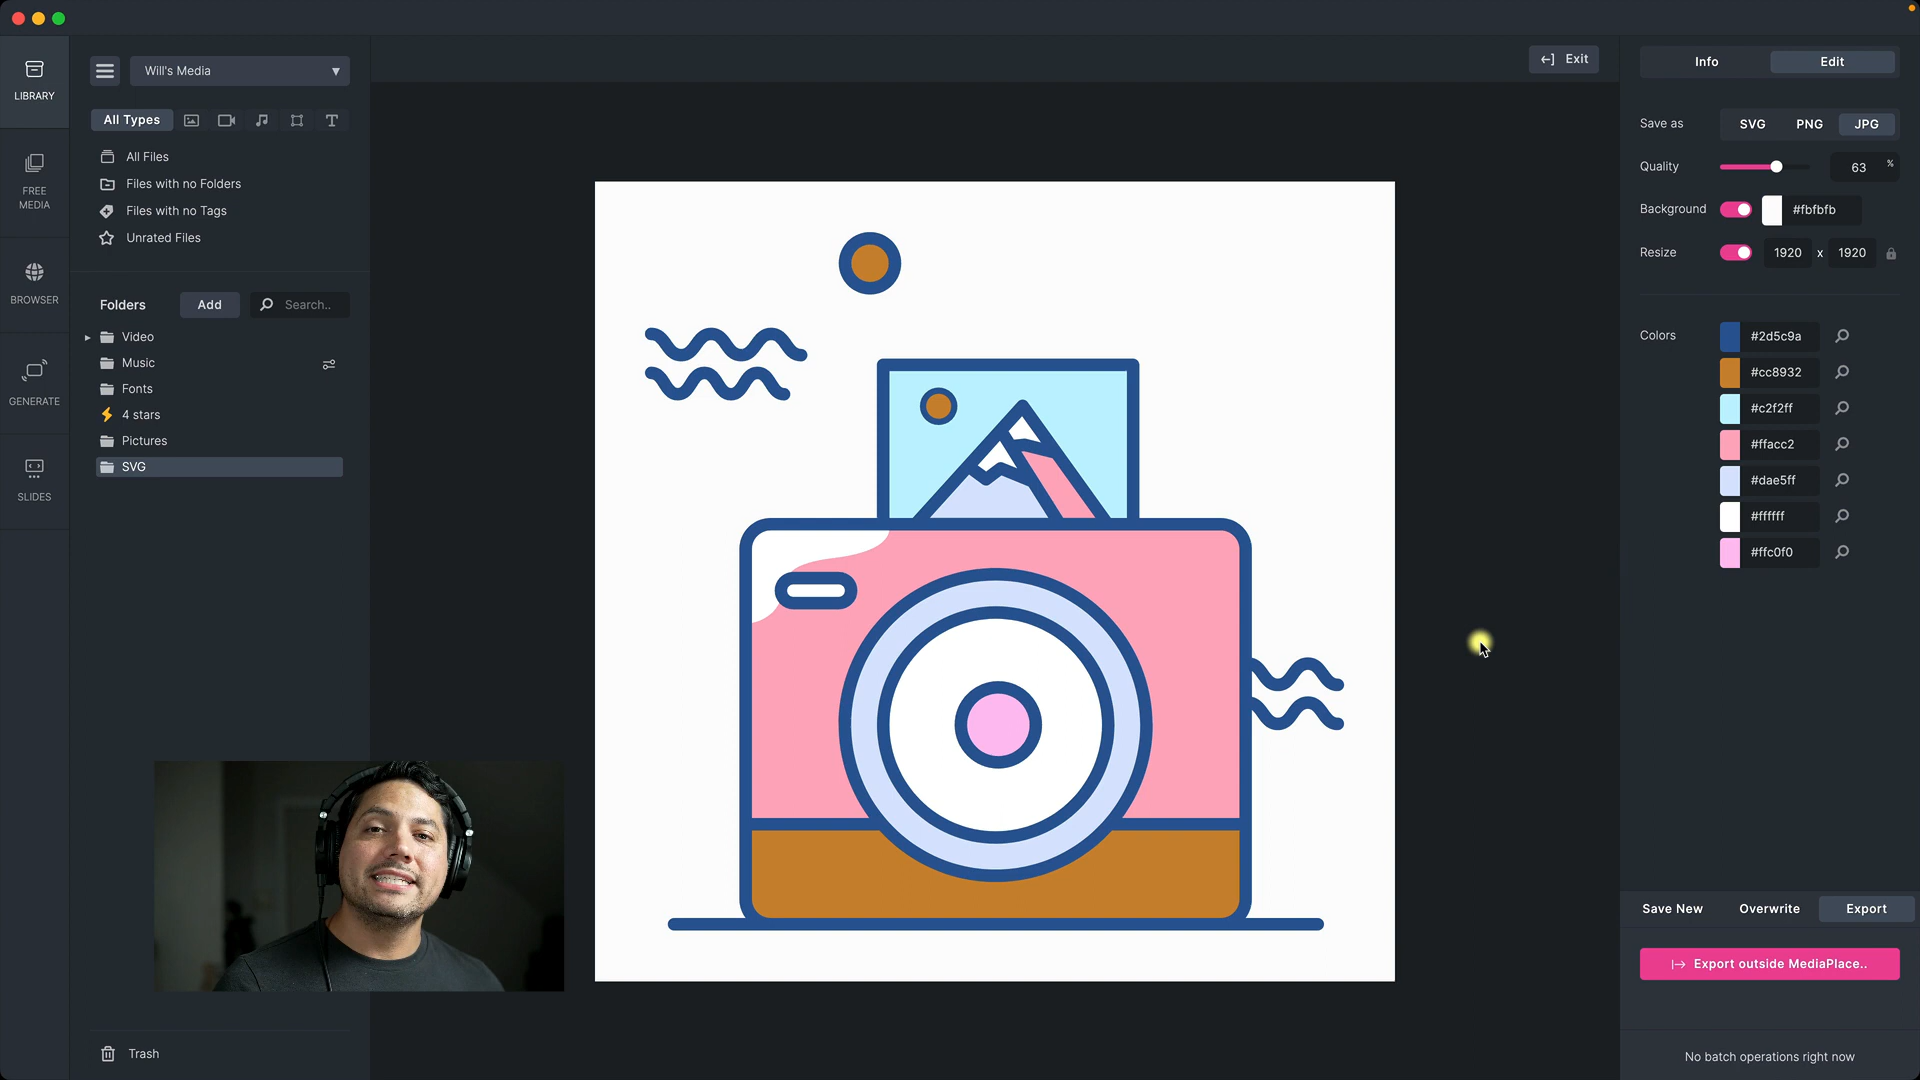 Will's Media
Exit
Info
Edit
LIBRARY
FREE
MEDIA
BROWSER
GENERATE
SLIDES
All Types
All Files
Files with no Folders
Files with no Tags
Unrated Files
Folders
Add
Search..
Video
Music
Fonts
4 stars
Pictures
SVG
Trash
Save as
SVG
PNG
JPG
Quality
63
%
Background
#fbfbfb
Resize
1920
x
1920
Colors
#2d5c9a
#cc8932
#c2f2ff
#ffacc2
#dae5ff
#ffffff
#ffc0f0
Save New
Overwrite
Export
Export outside MediaPlace..
No batch operations right now